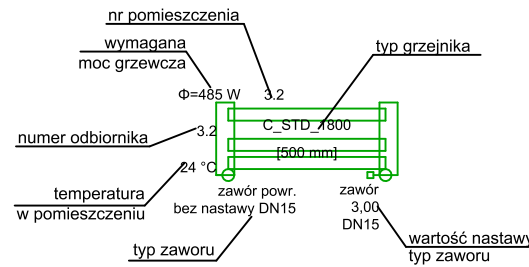 nr pomieszczenia
wymagana
moc grzewcza
typ grzejnika
Φ=485 W
3.2
C_STD_1800
3.2
numer odbiornika
[500 mm]
24 °C
temperatura
w pomieszczeniu
zawór powr.
bez nastawy DN15
zawór
3,00
DN15
typ zaworu
wartość nastawy
typ zaworu